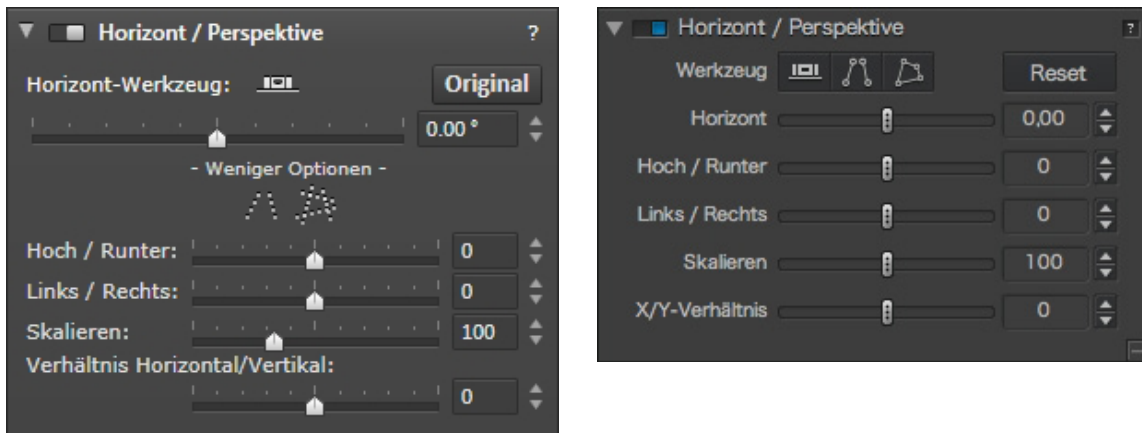 Horizont / Perspektive ?
Horizont-Werkzeug: Original
0.00 °
- Weniger Optionen -
Hoch / Runter: 0
Links / Rechts: 0
Skalieren: 100
Verhältnis Horizontal/Vertikal:
0
Horizont / Perspektive ?
Werkzeug Reset
Horizont 0,00
Hoch / Runter 0
Links / Rechts 0
Skalieren 100
X/Y-Verhältnis 0